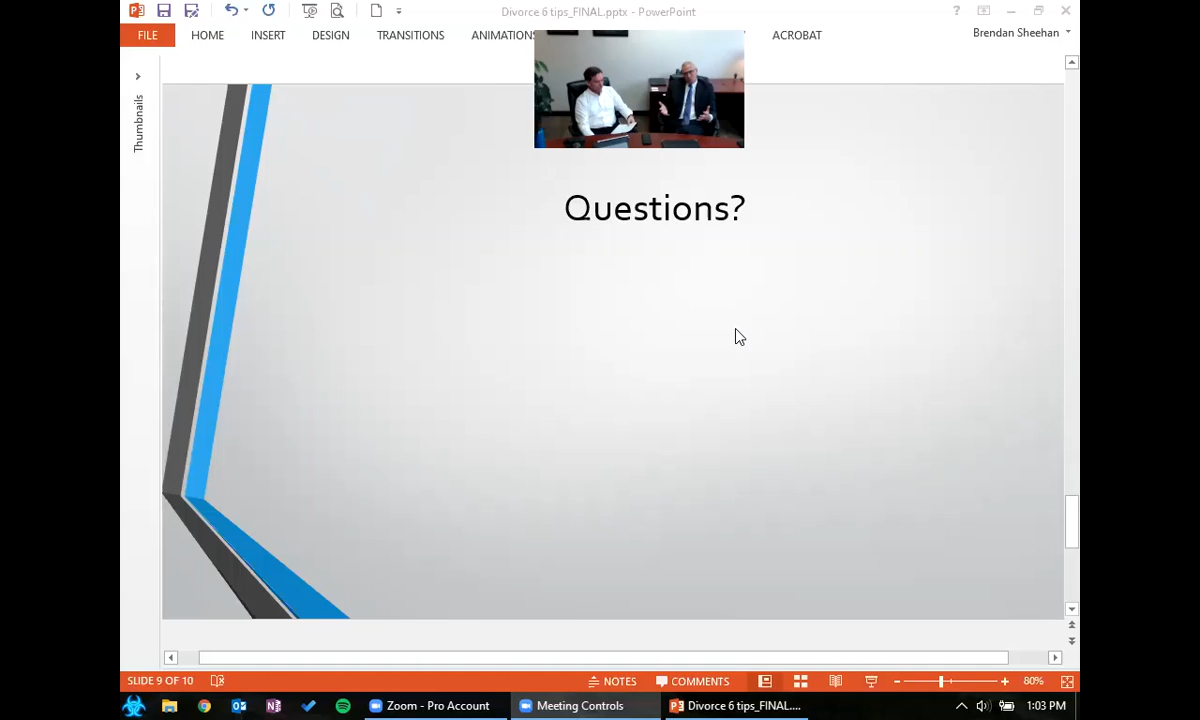 Divorce 6 tips_FINAL.pptx - PowerPoint
?
FILE HOME INSERT DESIGN TRANSITIONS ANIMATIONS ACROBAT Brendan Sheehan
Thumbnails
Questions?
SLIDE 9 OF 10 NOTES COMMENTS 80%
Zoom - Pro Account Meeting Controls Divorce 6 tips_FINAL.... 1:03 PM